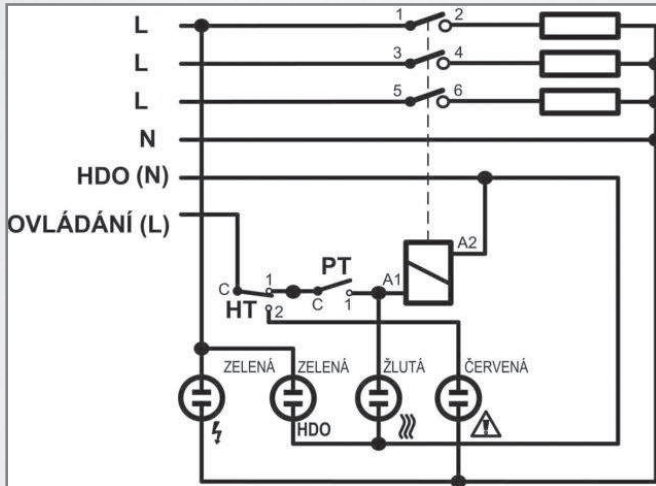 L 1 2
L 3 4
L 5 6
N
HDO (N)
OVLÁDÁNÍ (L)
A2
C 1 PT A1
HT 2 C 1
ZELENÁ ZELENÁ ŽLUTÁ ČERVENÁ
HDO